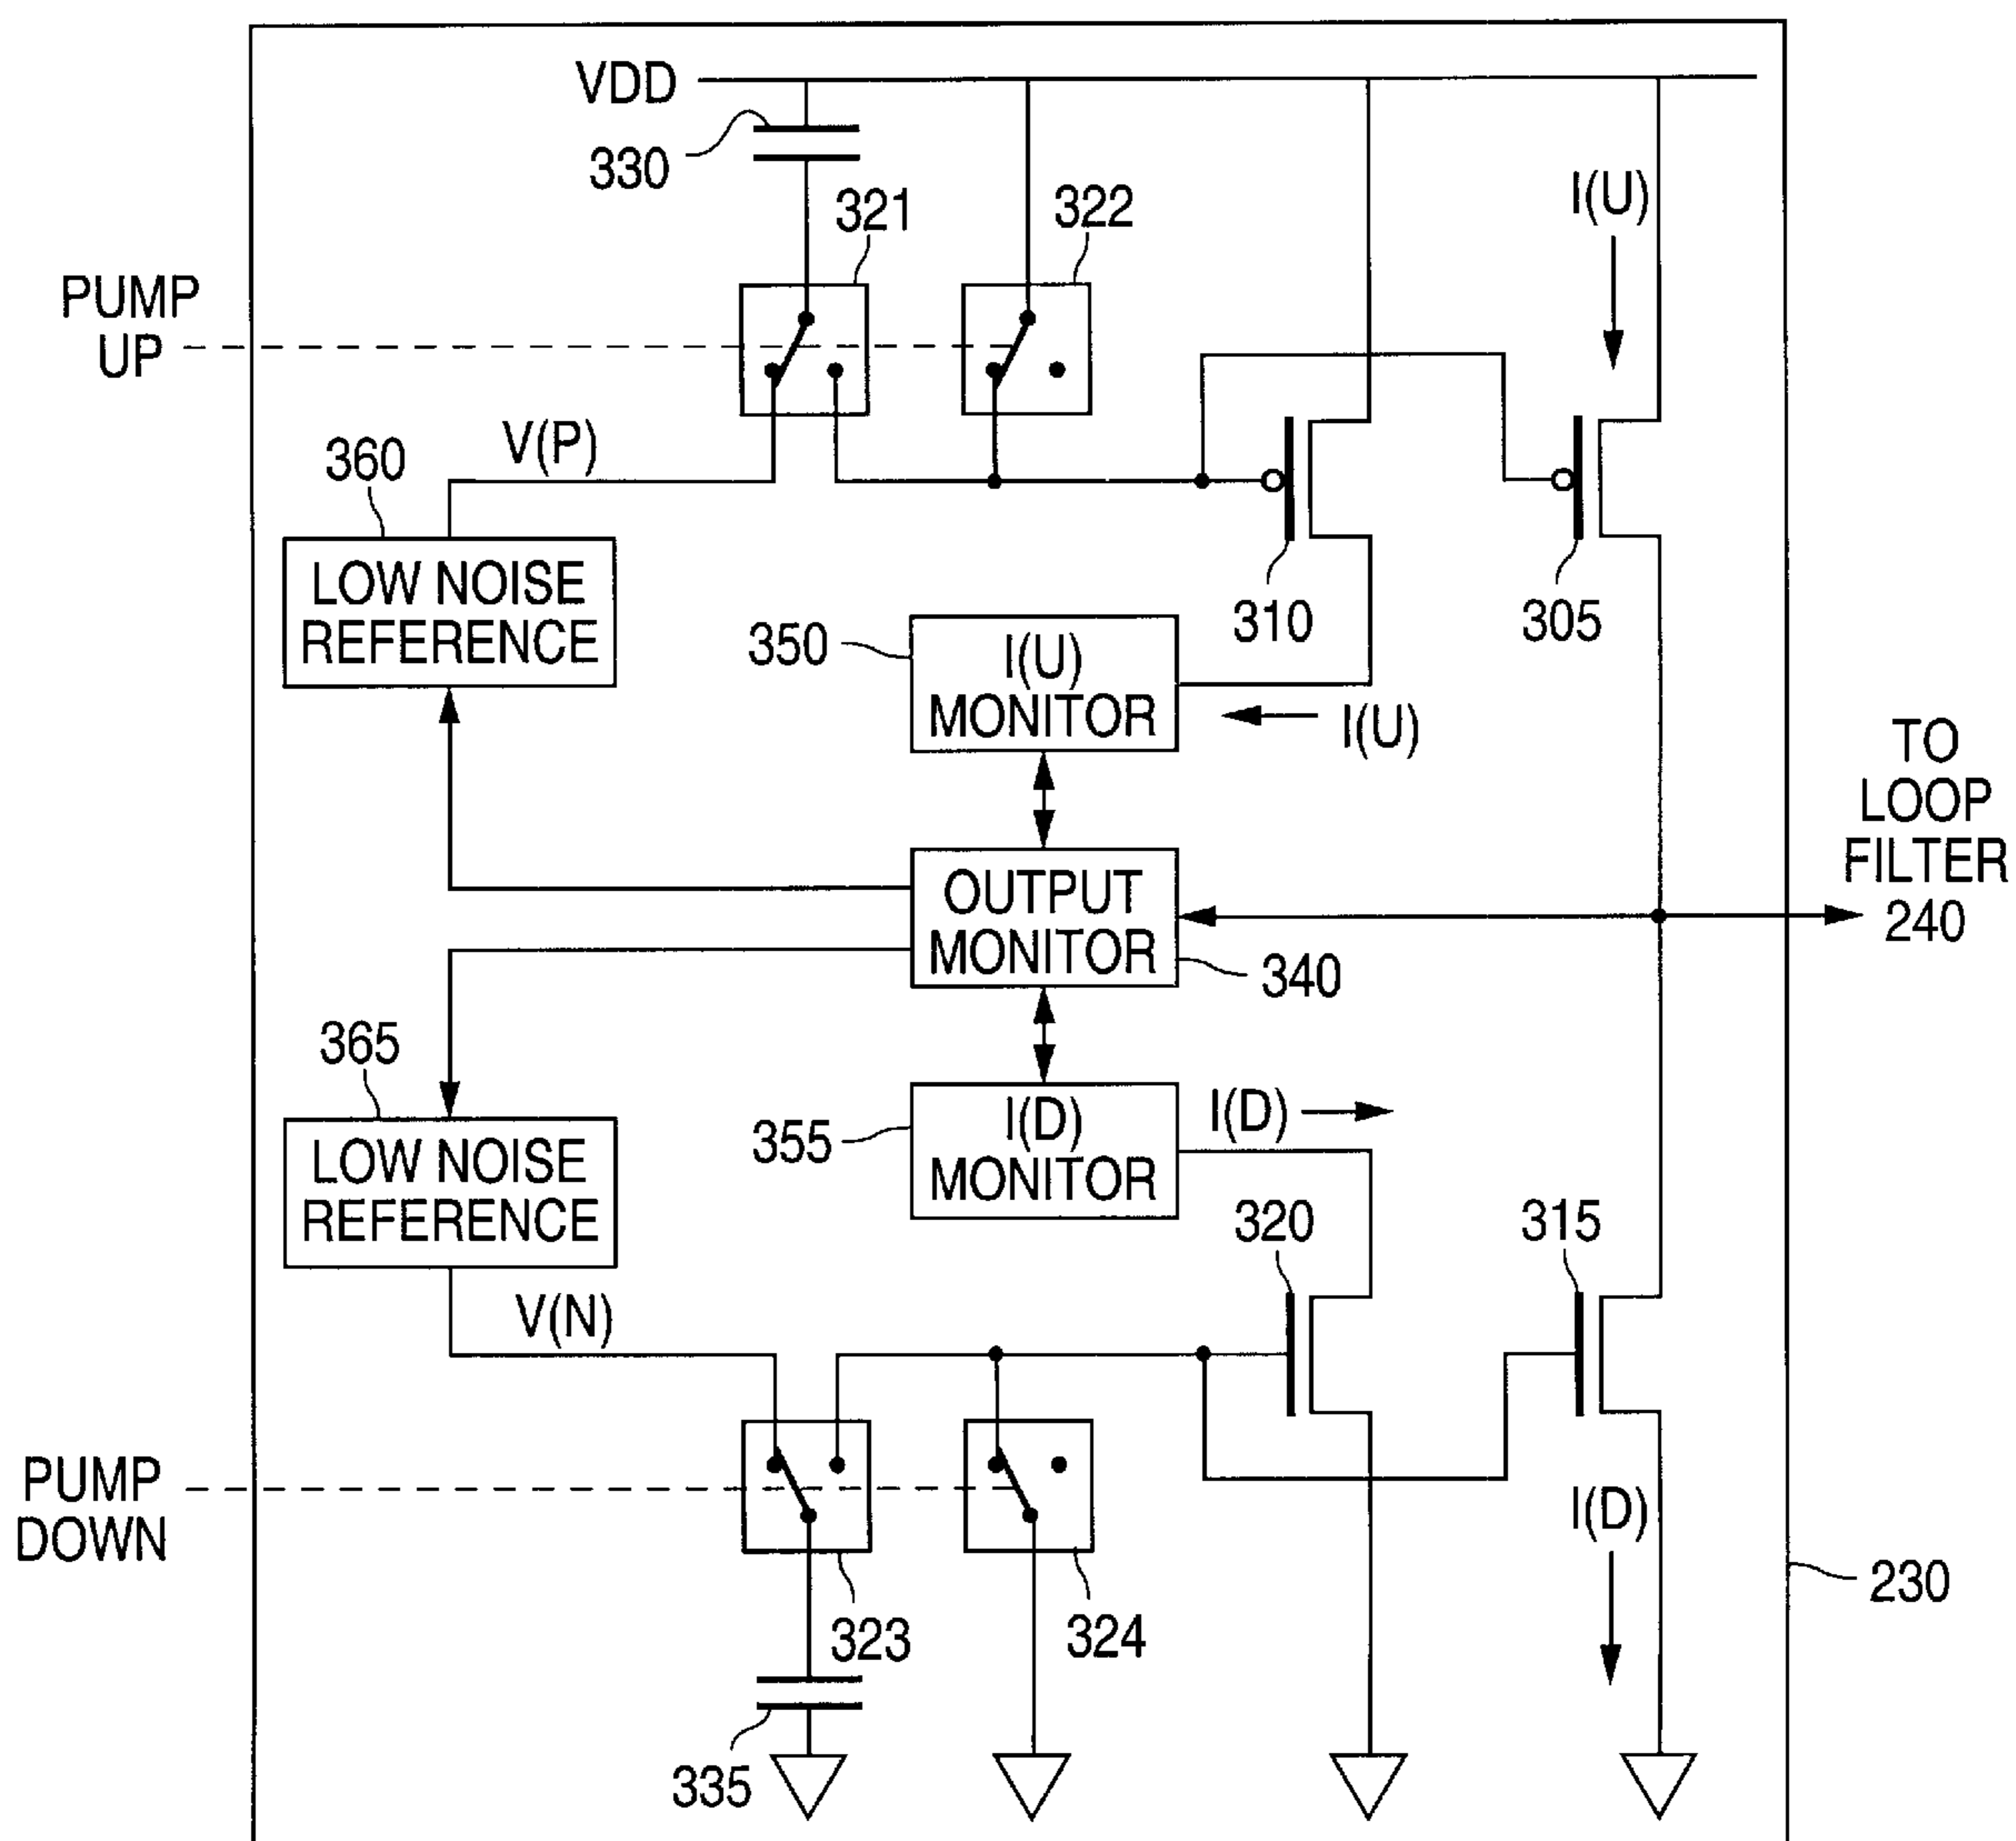 VDD
330
321
322
I(U)
PUMP
UP
V(P)
360
LOW NOISE
REFERENCE
310
305
350
I(U)
MONITOR
I(U)
TO
LOOP
FILTER
240
OUTPUT
MONITOR
340
365
LOW NOISE
REFERENCE
355
I(D)
MONITOR
I(D)
320
315
V(N)
PUMP
DOWN
I(D)
323
324
230
335